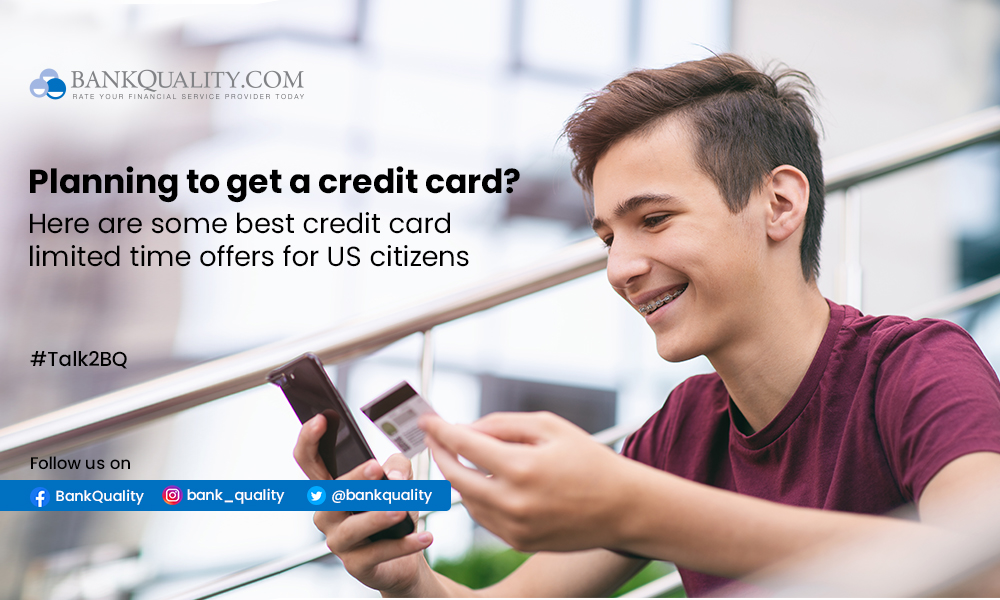 BANKQUALITY.COM
RATE YOUR FINANCIAL SERVICE PROVIDER TODAY
Planning to get a credit card?
Here are some best credit card
limited time offers for US citizens
#Talk2BQ
Follow us on
BankQuality bank_quality @bankquality